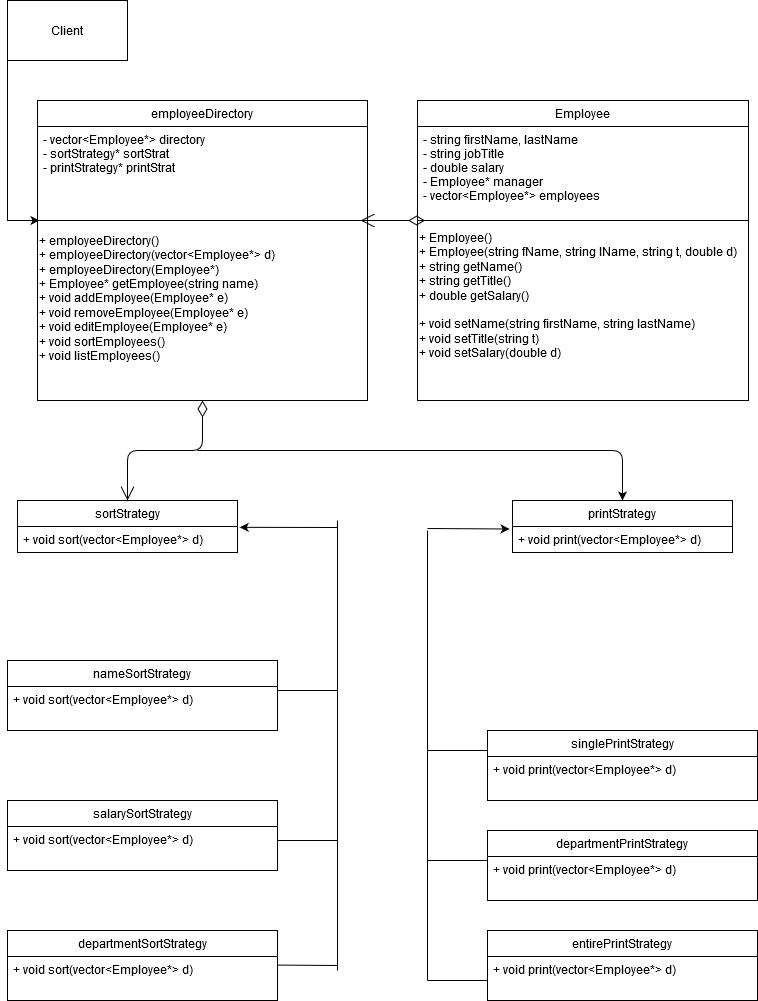 Client
employeeDirectory
- vector<Employee*> directory
- sortStrategy* sortStrat
- printStrategy* printStrat
+ employeeDirectory()
+ employeeDirectory(vector<Employee*> d)
+ employeeDirectory(Employee*)
+ Employee* getEmployee(string name)
+ void addEmployee(Employee* e)
+ void removeEmployee(Employee* e)
+ void editEmployee(Employee* e)
+ void sortEmployees()
+ void listEmployees()
Employee
- string firstName, lastName
- string jobTitle
- double salary
- Employee* manager
- vector<Employee*> employees
+ Employee()
+ Employee(string fName, string lName, string t, double d)
+ string getName()
+ string getTitle()
+ double getSalary()
+ void setName(string firstName, string lastName)
+ void setTitle(string t)
+ void setSalary(double d)
sortStrategy
+ void sort(vector<Employee*> d)
printStrategy
+ void print(vector<Employee*> d)
nameSortStrategy
+ void sort(vector<Employee*> d)
singlePrintStrategy
+ void print(vector<Employee*> d)
salarySortStrategy
+ void sort(vector<Employee*> d)
departmentPrintStrategy
+ void print(vector<Employee*> d)
departmentSortStrategy
+ void sort(vector<Employee*> d)
entirePrintStrategy
+ void print(vector<Employee*> d)